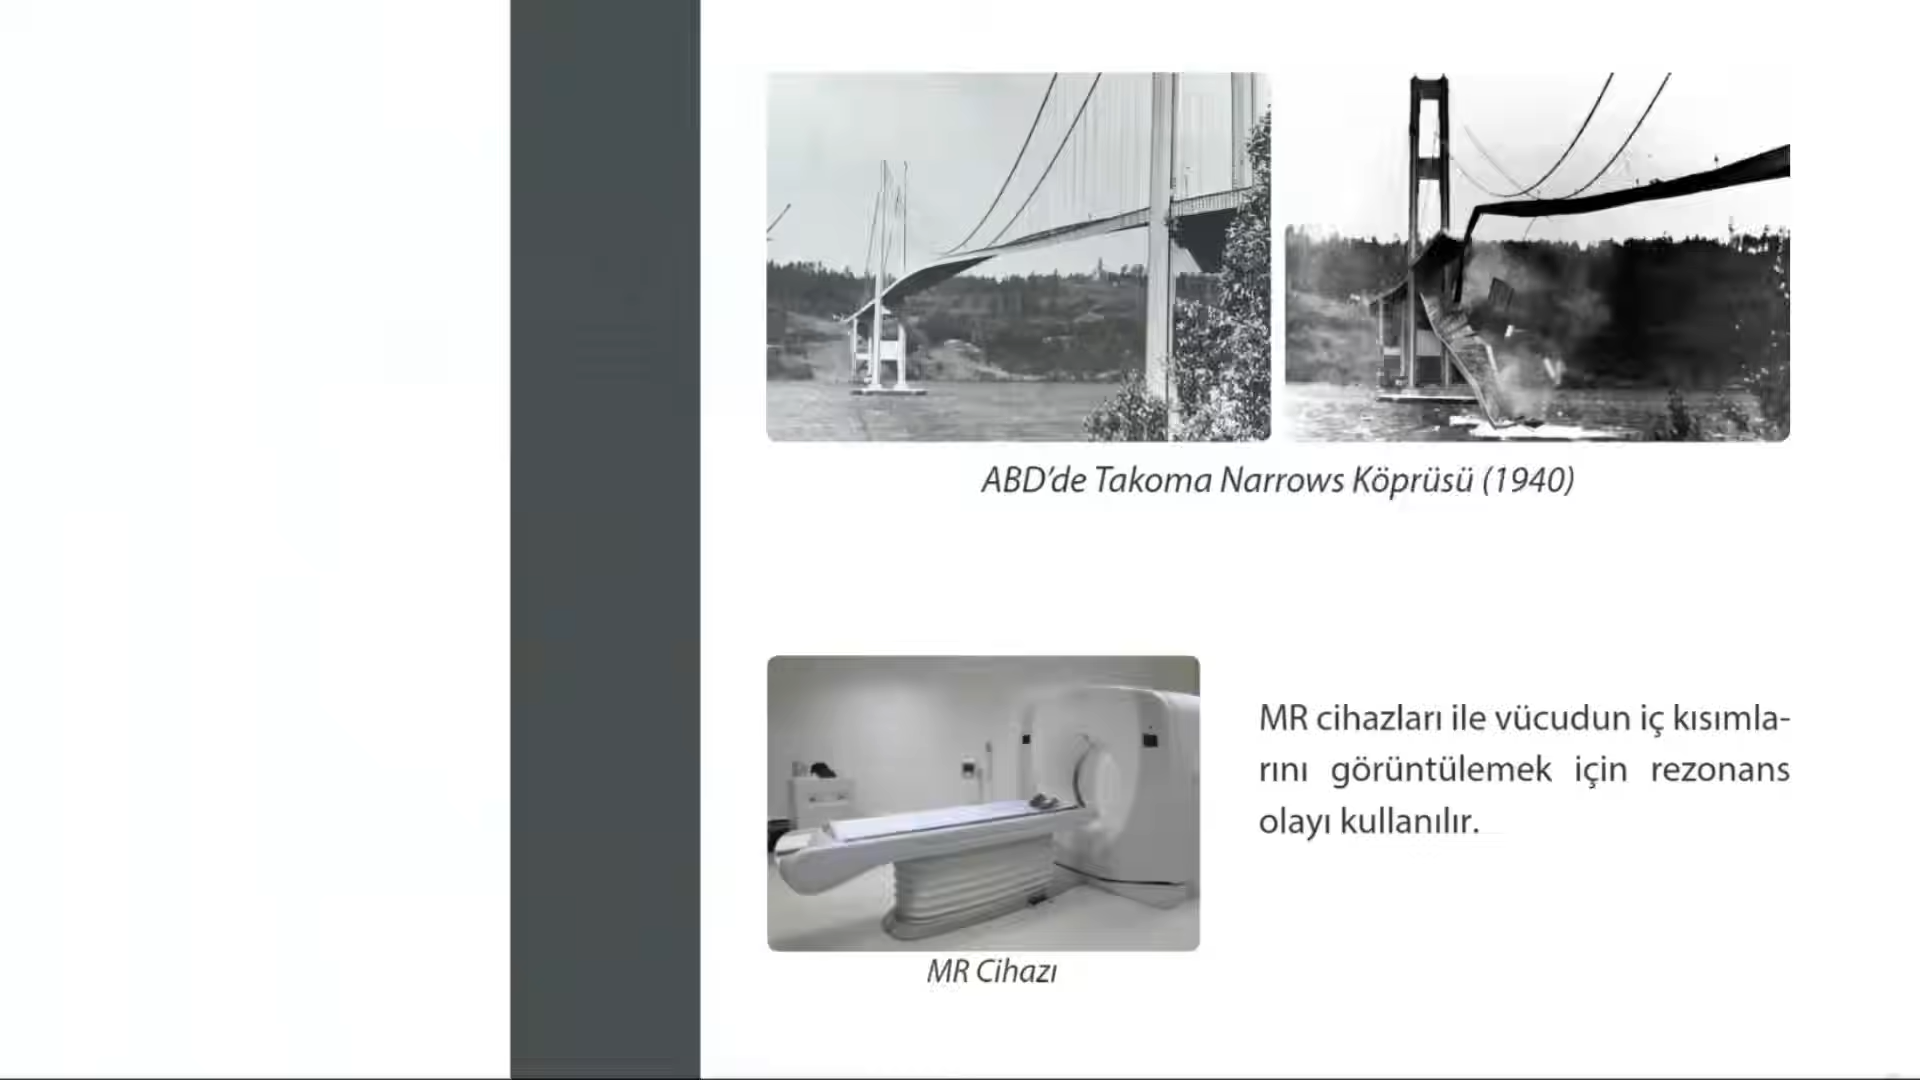 ABD’de Takoma Narrows Köprüsü (1940)
MR cihazları ile vücudun iç kısımla-
rını görüntülemek için rezonans
olayı kullanılır.
MR Cihazı